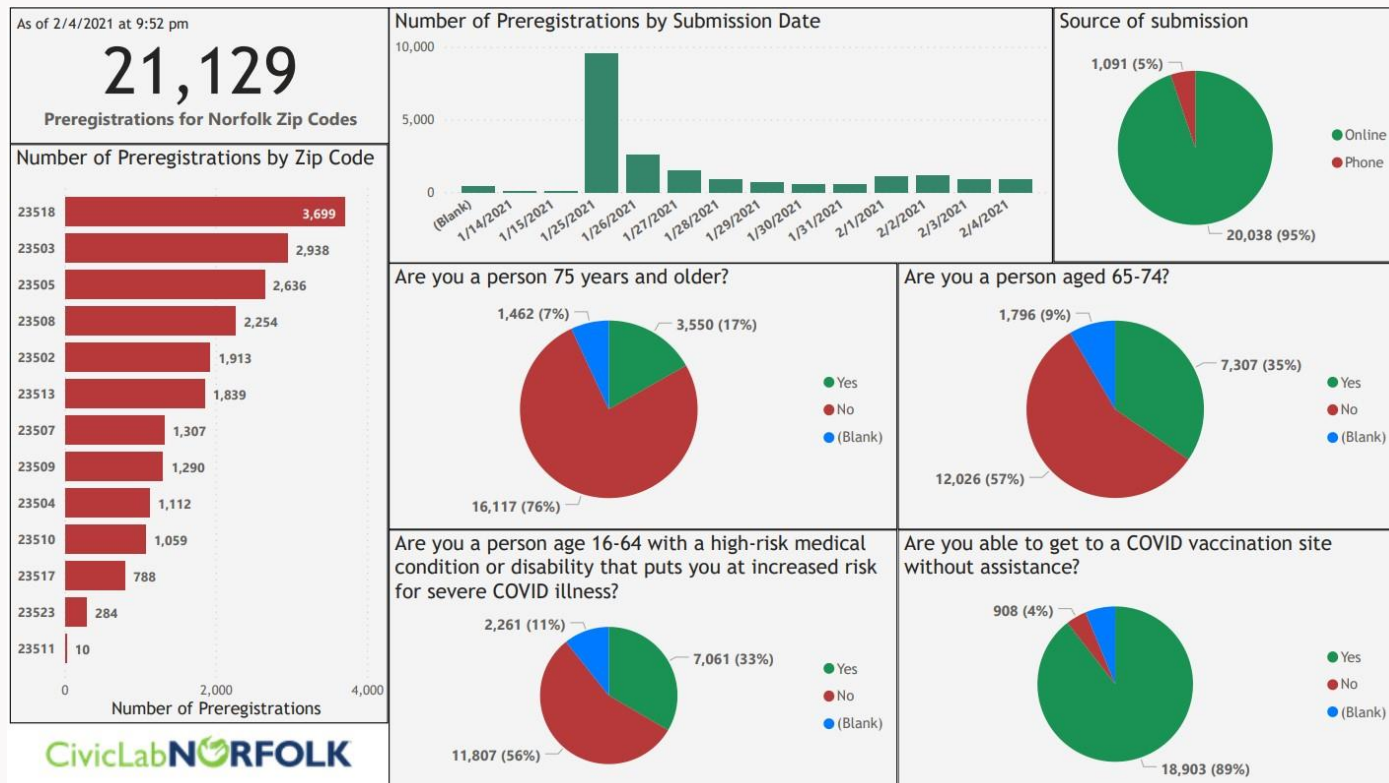 As of 2/4/2021 at 9:52 pm
21,129
Preregistrations for Norfolk Zip Codes
Number of Preregistrations by Zip Code
23518 3,699
23503 2,938
23505 2,636
23508 2,254
23502 1,913
23513 1,839
23507 1,307
23509 1,290
23504 1,112
23510 1,059
23517 788
23523 284
23511 10
0 2,000 4,000
Number of Preregistrations
CivicLabNORFOLK
Number of Preregistrations by Submission Date
10,000
5,000
0
(Blank) 1/14/2021 1/15/2021 1/25/2021 1/26/2021 1/27/2021 1/28/2021 1/29/2021 1/30/2021 1/31/2021 2/1/2021 2/2/2021 2/3/2021 2/4/2021
Source of submission
1,091 (5%)
Online
Phone
20,038 (95%)
Are you a person 75 years and older?
1,462 (7%)
3,550 (17%)
Yes
No
(Blank)
16,117 (76%)
Are you a person aged 65-74?
1,796 (9%)
7,307 (35%)
Yes
No
(Blank)
12,026 (57%)
Are you a person age 16-64 with a high-risk medical
condition or disability that puts you at increased risk
for severe COVID illness?
2,261 (11%)
7,061 (33%)
Yes
No
(Blank)
11,807 (56%)
Are you able to get to a COVID vaccination site
without assistance?
908 (4%)
Yes
No
(Blank)
18,903 (89%)